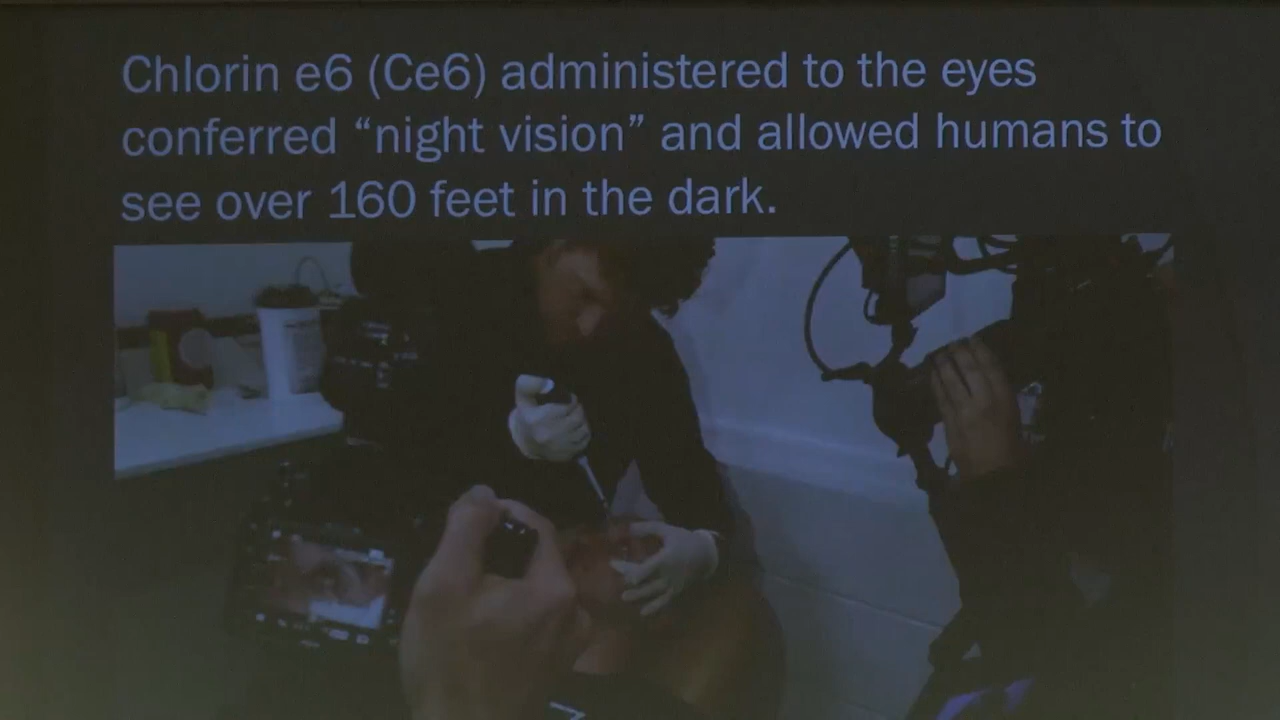 Chlorin e6 (Ce6) administered to the eyes
conferred “night vision” and allowed humans to
see over 160 feet in the dark.